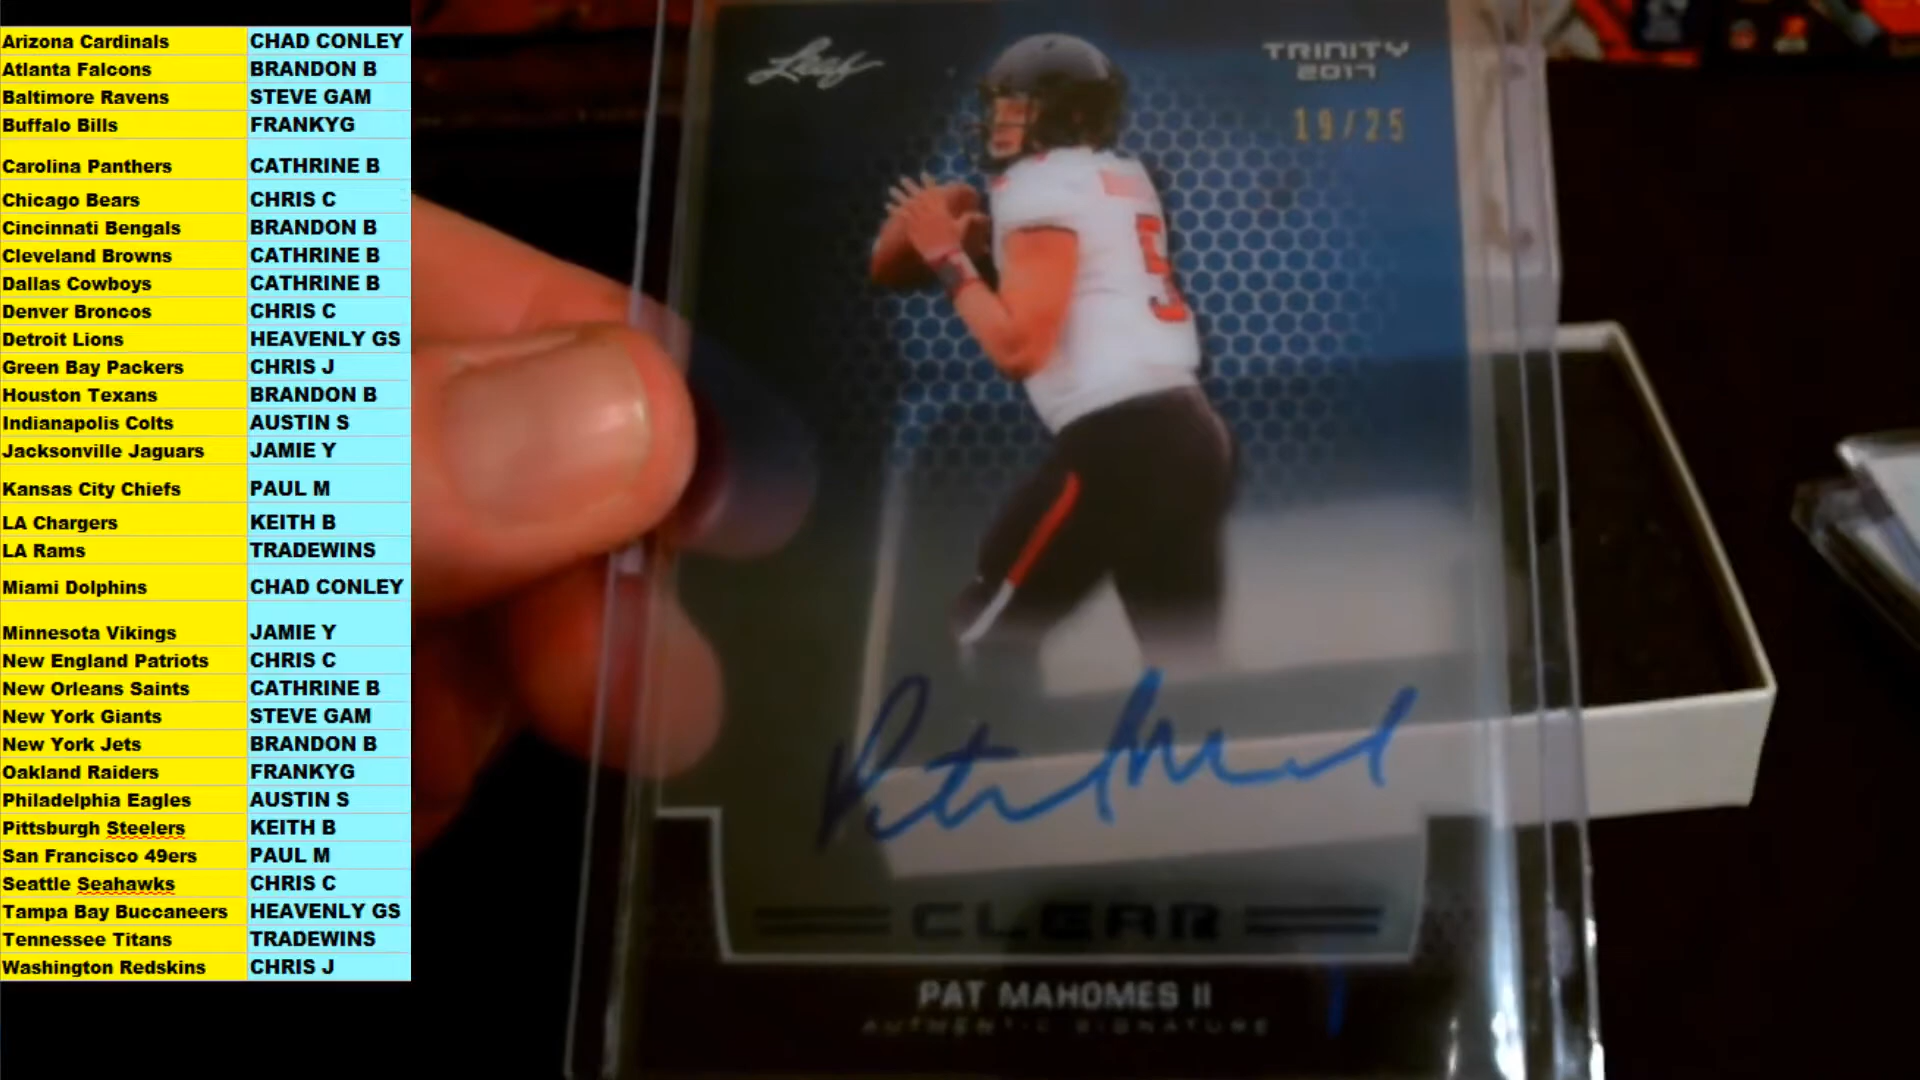 Arizona Cardinals CHAD CONLEY
Atlanta Falcons BRANDON B
Baltimore Ravens STEVE GAM
Buffalo Bills FRANKYG
Carolina Panthers CATHRINE B
Chicago Bears CHRIS C
Cincinnati Bengals BRANDON B
Cleveland Browns CATHRINE B
Dallas Cowboys CATHRINE B
Denver Broncos CHRIS C
Detroit Lions HEAVENLY GS
Green Bay Packers CHRIS J
Houston Texans BRANDON B
Indianapolis Colts AUSTIN S
Jacksonville Jaguars JAMIE Y
Kansas City Chiefs PAUL M
LA Chargers KEITH B
LA Rams TRADEWINS
Miami Dolphins CHAD CONLEY
Minnesota Vikings JAMIE Y
New England Patriots CHRIS C
New Orleans Saints CATHRINE B
New York Giants STEVE GAM
New York Jets BRANDON B
Oakland Raiders FRANKYG
Philadelphia Eagles AUSTIN S
Pittsburgh Steelers KEITH B
San Francisco 49ers PAUL M
Seattle Seahawks CHRIS C
Tampa Bay Buccaneers HEAVENLY GS
Tennessee Titans TRADEWINS
Washington Redskins CHRIS J
Leaf
TRINITY
2017
19/25
5
CLEAR
PAT MAHOMES II
AUTHENTIC SIGNATURE